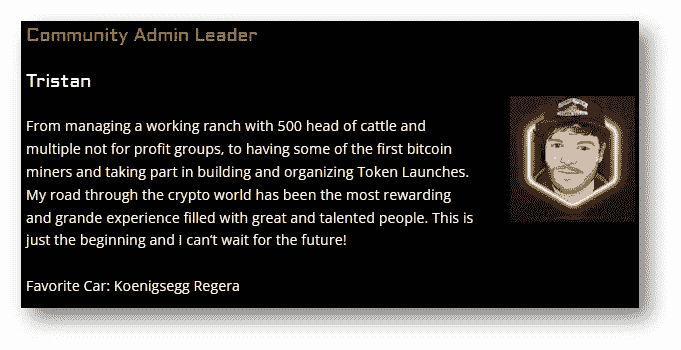 Community Admin Leader
Tristan
From managing a working ranch with 500 head of cattle and
multiple not for profit groups, to having some of the first bitcoin
miners and taking part in building and organizing Token Launches.
My road through the crypto world has been the most rewarding
and grande experience filled with great and talented people. This is
just the beginning and I can't wait for the future!
Favorite Car: Koenigsegg Regera